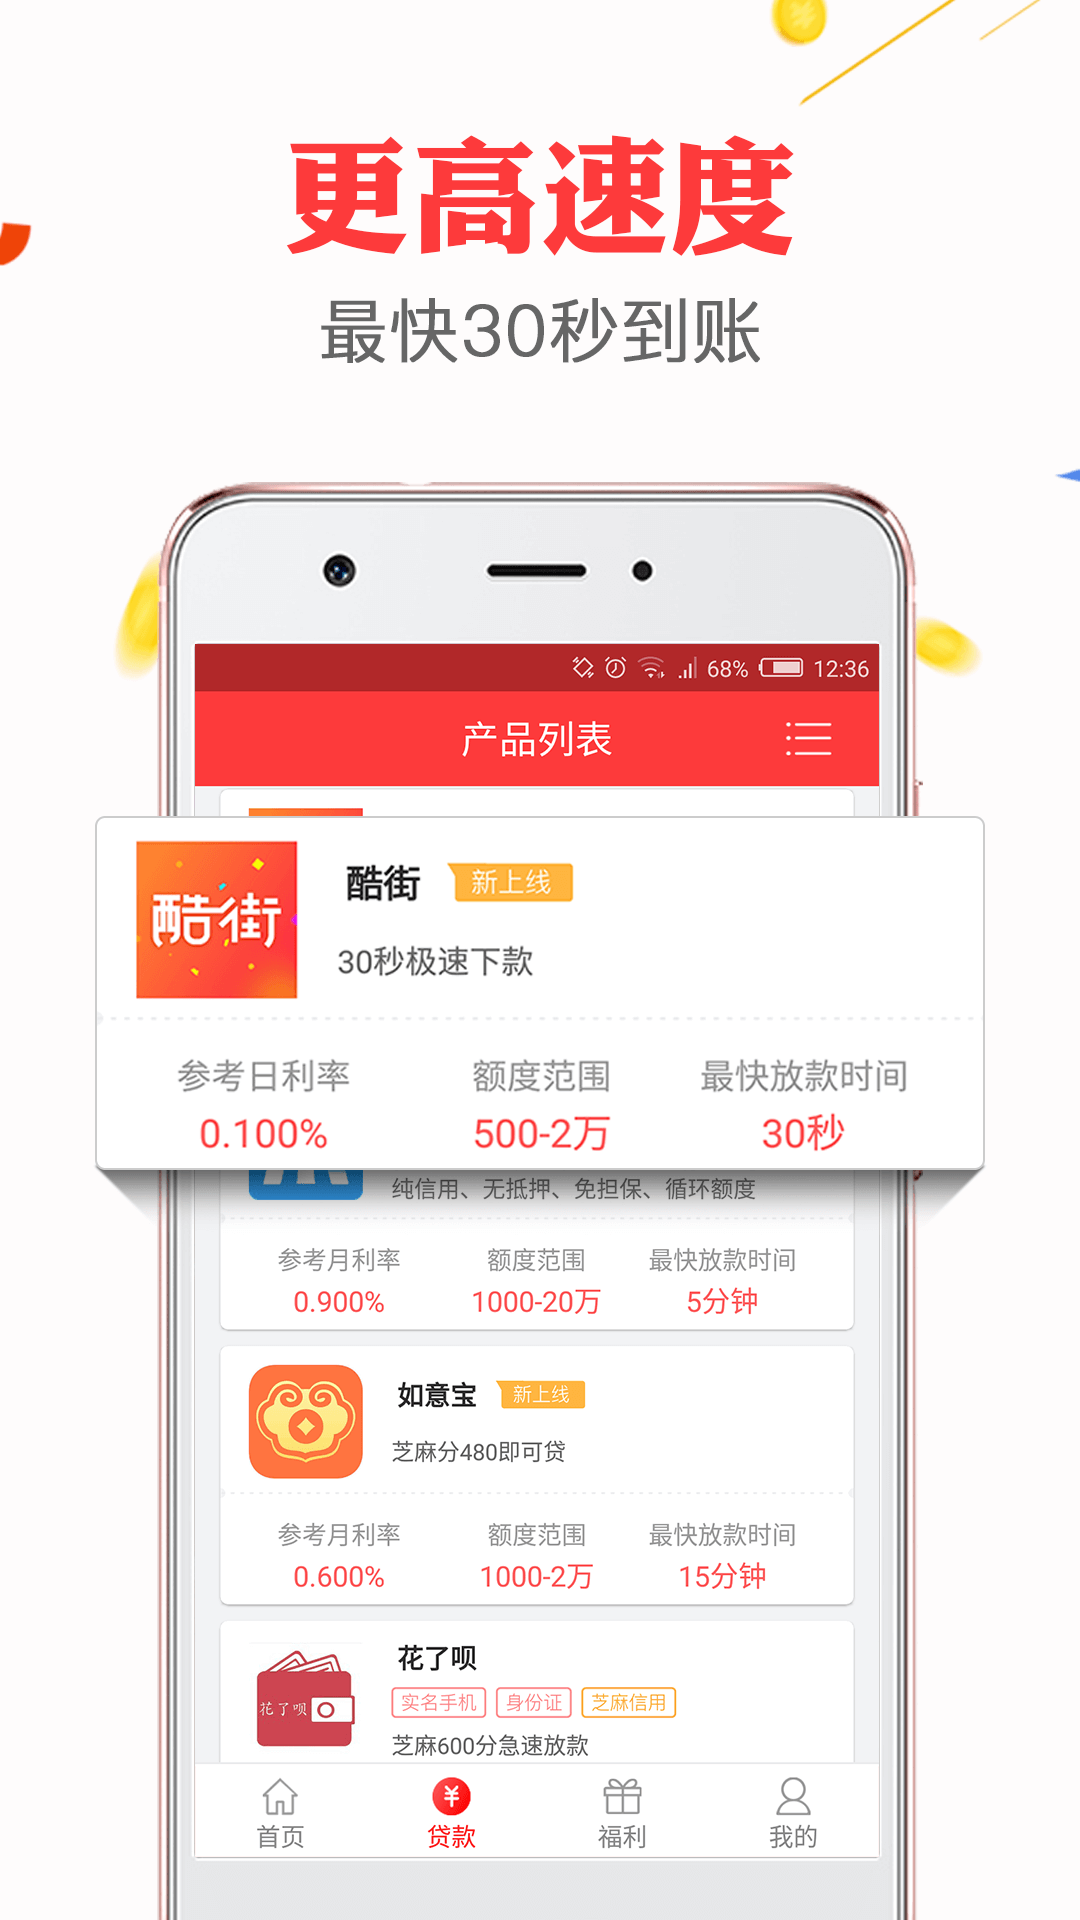 更高速度
最快30秒到账
68% 12:36
产品列表
酷街 酷街 新上线
30秒极速下款
参考日利率 额度范围 最快放款时间
0.100% 500-2万 30秒
纯信用、无抵押、免担保、循环额度
参考月利率 额度范围 最快放款时间
0.900% 1000-20万 5分钟
如意宝 新上线
芝麻分480即可贷
参考月利率 额度范围 最快放款时间
0.600% 1000-2万 15分钟
花了呗
花了呗 实名手机 身份证 芝麻信用
芝麻600分急速放款
¥
首页 贷款 福利 我的